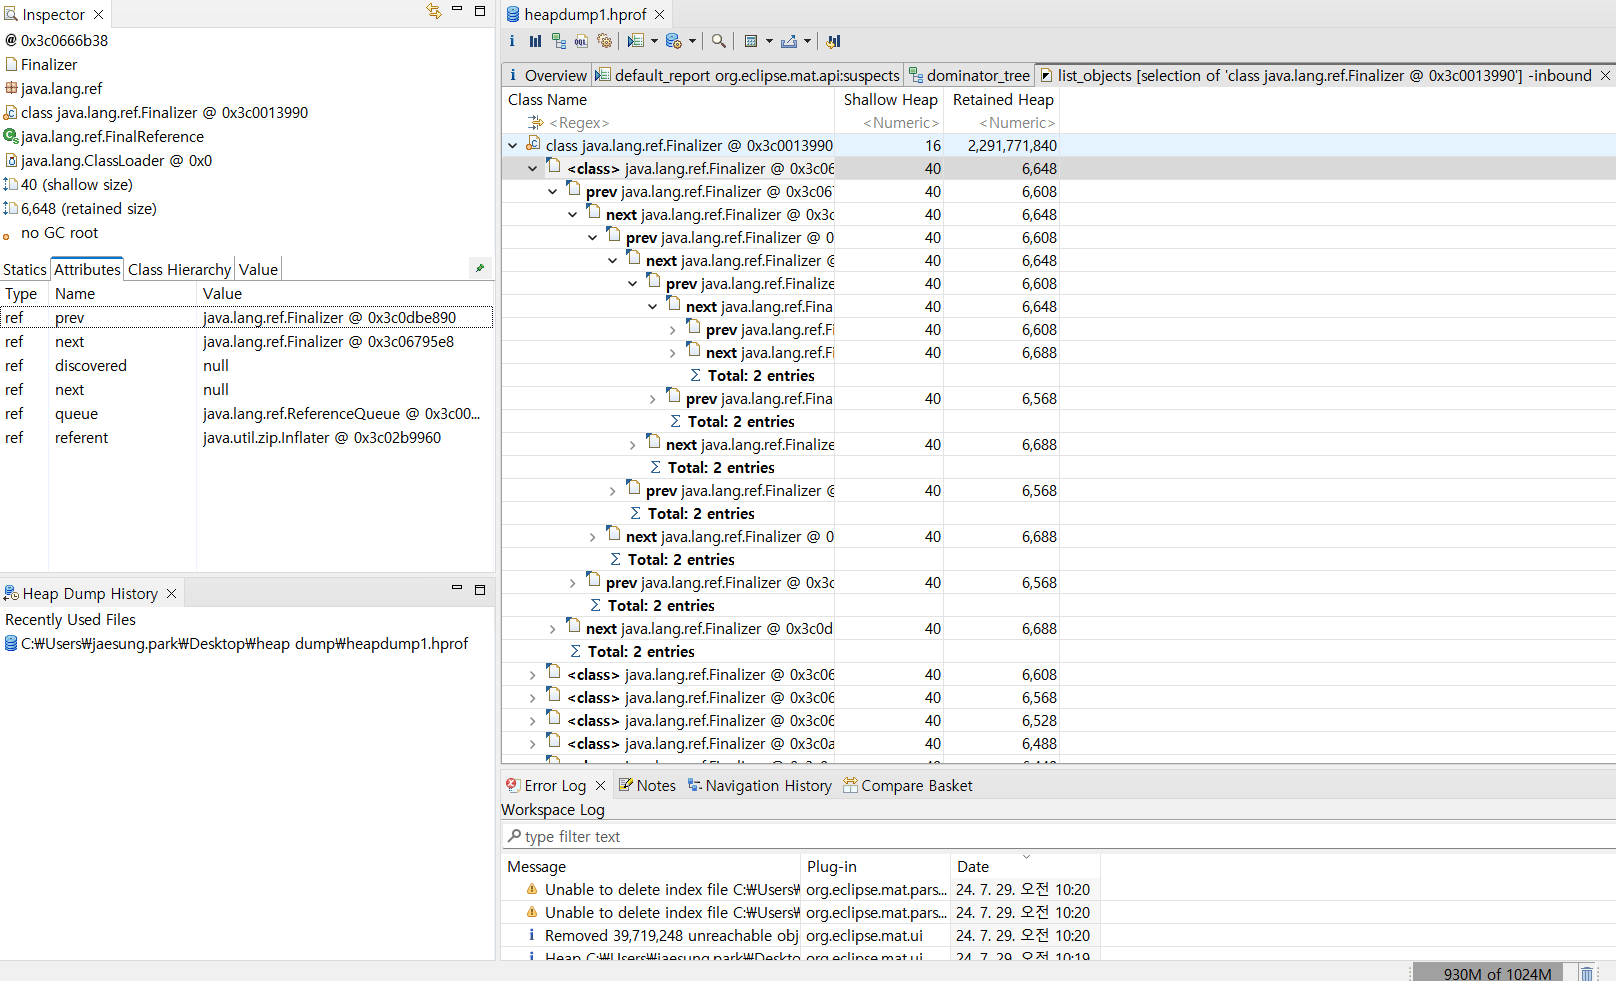 Inspector
@ 0x3c0666b38
Finalizer
java.lang.ref
class java.lang.ref.Finalizer @ 0x3c0013990
java.lang.ref.FinalReference
java.lang.ClassLoader @ 0x0
40 (shallow size)
6,648 (retained size)
no GC root
Statics Attributes Class Hierarchy Value
Type Name Value
ref prev java.lang.ref.Finalizer @ 0x3c0dbe890
ref next java.lang.ref.Finalizer @ 0x3c06795e8
ref discovered null
ref next null
ref queue java.lang.ref.ReferenceQueue @ 0x3c00...
ref referent java.util.zip.Inflater @ 0x3c02b9960
Heap Dump History
Recently Used Files
C:₩Users₩jaesung.park₩Desktop₩heap dump₩heapdump1.hprof
heapdump1.hprof
Overview default_report org.eclipse.mat.api:suspects dominator_tree list_objects [selection of 'class java.lang.ref.Finalizer @ 0x3c0013990'] -inbound
Class Name Shallow Heap Retained Heap
<Regex> <Numeric> <Numeric>
class java.lang.ref.Finalizer @ 0x3c0013990 16 2,291,771,840
<class> java.lang.ref.Finalizer @ 0x3c06 40 6,648
prev java.lang.ref.Finalizer @ 0x3c06 40 6,608
next java.lang.ref.Finalizer @ 0x3c 40 6,648
prev java.lang.ref.Finalizer @ 0 40 6,608
next java.lang.ref.Finalizer @ 40 6,648
prev java.lang.ref.Finalize 40 6,608
next java.lang.ref.Fina 40 6,648
prev java.lang.ref.Fi 40 6,608
next java.lang.ref.Fi 40 6,688
Σ Total: 2 entries
prev java.lang.ref.Fina 40 6,568
Σ Total: 2 entries
next java.lang.ref.Finalize 40 6,688
Σ Total: 2 entries
prev java.lang.ref.Finalizer @ 40 6,568
Σ Total: 2 entries
next java.lang.ref.Finalizer @ 0 40 6,688
Σ Total: 2 entries
prev java.lang.ref.Finalizer @ 0x3c 40 6,568
Σ Total: 2 entries
next java.lang.ref.Finalizer @ 0x3c0d 40 6,688
Σ Total: 2 entries
<class> java.lang.ref.Finalizer @ 0x3c06 40 6,608
<class> java.lang.ref.Finalizer @ 0x3c06 40 6,568
<class> java.lang.ref.Finalizer @ 0x3c06 40 6,528
<class> java.lang.ref.Finalizer @ 0x3c0a 40 6,488
Error Log Notes Navigation History Compare Basket
Workspace Log
type filter text
Message Plug-in Date
Unable to delete index file C:₩Users₩ org.eclipse.mat.pars... 24. 7. 29. 오전 10:20
Unable to delete index file C:₩Users₩ org.eclipse.mat.pars... 24. 7. 29. 오전 10:20
Removed 39,719,248 unreachable obj org.eclipse.mat.ui 24. 7. 29. 오전 10:20
Heap C:₩Users₩jaesung.park₩Deskto org.eclipse.mat.ui 24. 7. 29. 오전 10:19
930M of 1024M